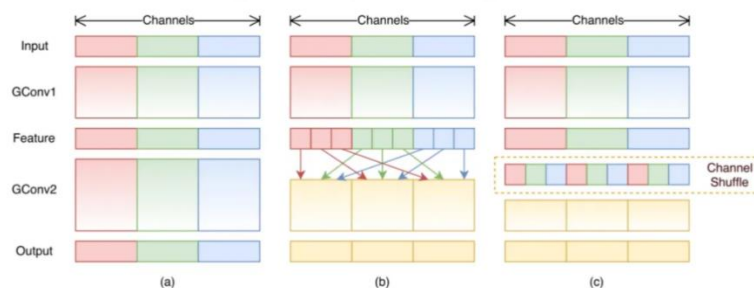 Channels Channels Channels
Input
GConv1
Feature
GConv2
Channel
Shuffle
Output
(a) (b) (c)